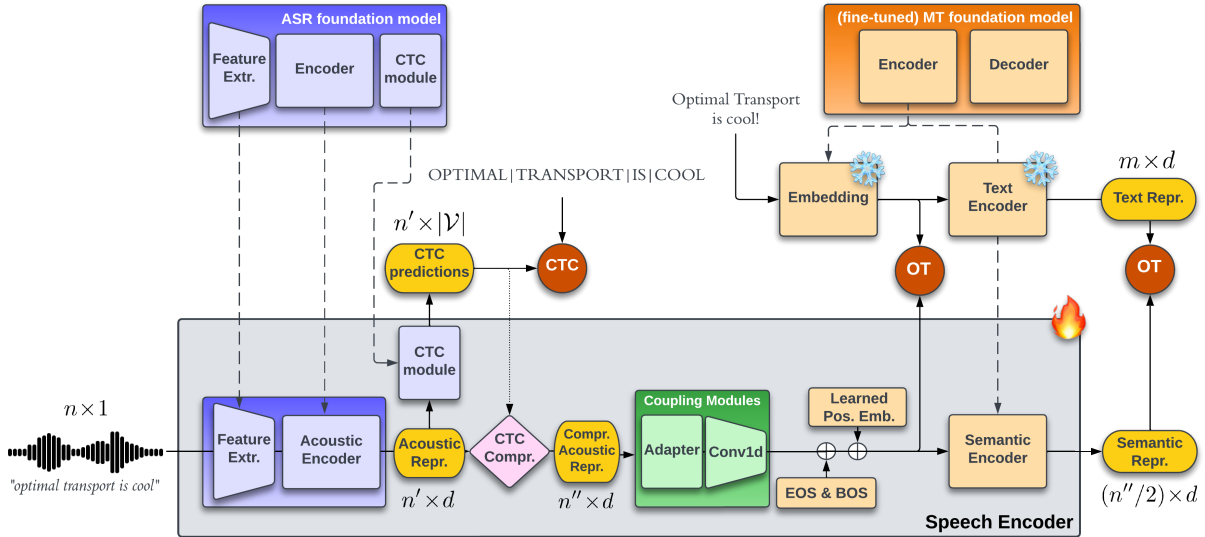 ASR foundation model
Feature
Extr.
Encoder
CTC
module
(fine-tuned) MT foundation model
Encoder
Decoder
Optimal Transport
is cool!
OPTIMAL|TRANSPORT|IS|COOL
Embedding
Text
Encoder
m×d
Text Repr.
n′×|𝒱|
CTC
predictions
CTC
OT
OT
CTC
module
n×1
"optimal transport is cool"
Feature
Extr.
Acoustic
Encoder
Acoustic
Repr.
n′×d
CTC
Compr.
Compr.
Acoustic
Repr.
n″×d
Coupling Modules
Adapter
Conv1d
Learned
Pos. Emb.
EOS & BOS
Semantic
Encoder
Semantic
Repr.
(n″/2)×d
Speech Encoder